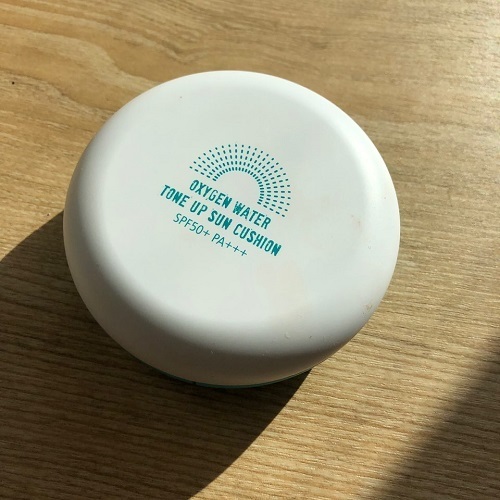 OXYGEN WATER
TONE UP SUN CUSHION
SPF50+ PA+++